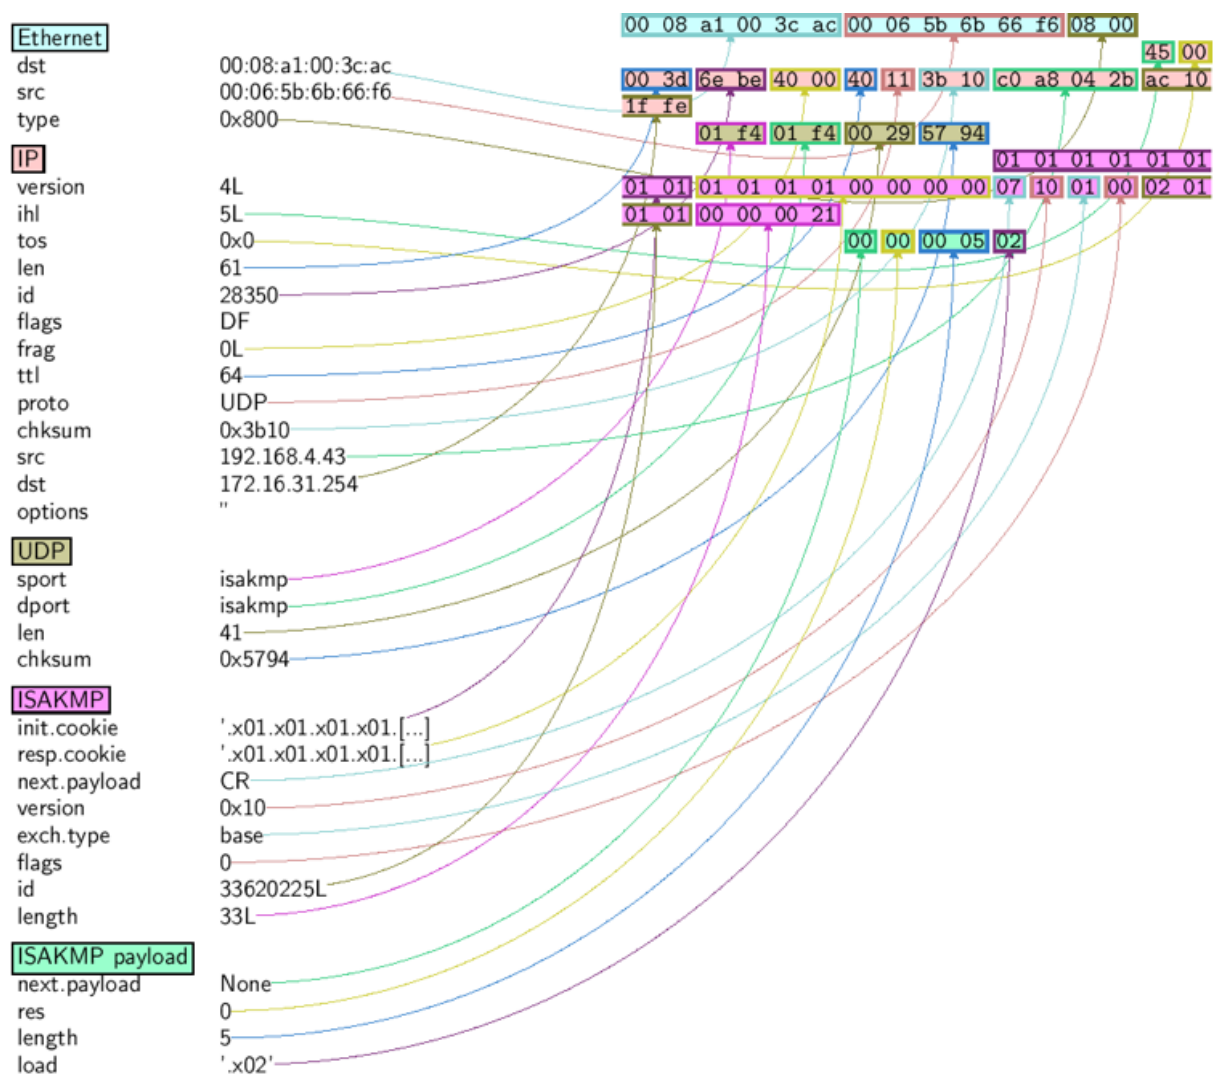 Ethernet
dst 00:08:a1:00:3c:ac
src 00:06:5b:6b:66:f6
type 0x800
IP
version 4L
ihl 5L
tos 0x0
len 61
id 28350
flags DF
frag 0L
ttl 64
proto UDP
chksum 0x3b10
src 192.168.4.43
dst 172.16.31.254
options ''
UDP
sport isakmp
dport isakmp
len 41
chksum 0x5794
ISAKMP
init.cookie '.x01.x01.x01.x01.[...]
resp.cookie '.x01.x01.x01.x01.[...]
next.payload CR
version 0x10
exch.type base
flags 0
id 33620225L
length 33L
ISAKMP payload
next.payload None
res 0
length 5
load '.x02'
00 08 a1 00 3c ac 00 06 5b 6b 66 f6 08 00
45 00
00 3d 6e be 40 00 40 11 3b 10 c0 a8 04 2b ac 10
1f fe
01 f4 01 f4 00 29 57 94
01 01 01 01 01 01
01 01 01 01 01 01 00 00 00 00 07 10 01 00 02 01
01 01 00 00 00 21
00 00 00 05 02